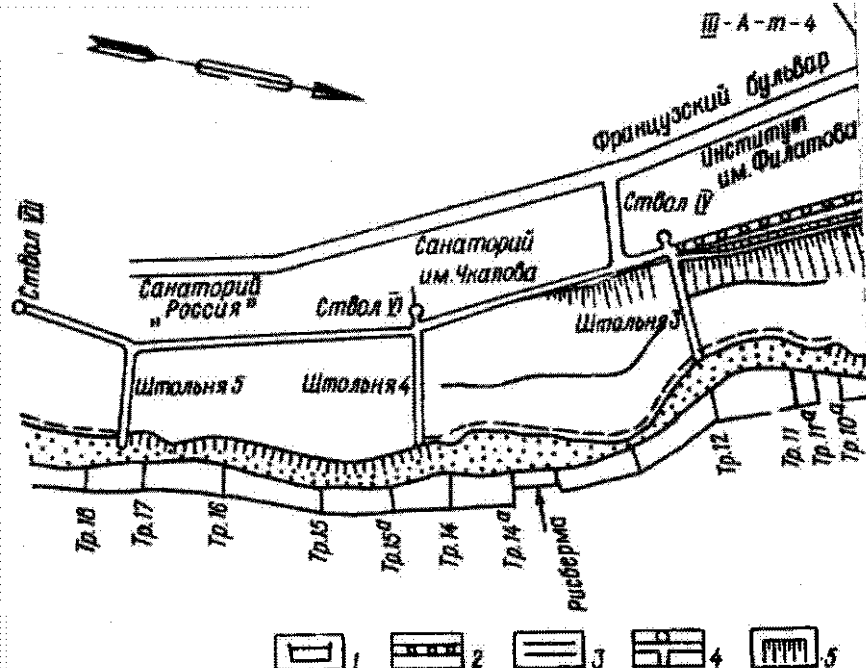 III-А-т-4
Французский бульвар
институт
им. Филатова
Ствол IV
Ствол VII
Санаторий
"Россия"
Ствол VI
Санаторий
им. Чкалова
Штольня 3
Штольня 5
Штольня 4
Тр.18
Тр.17
Тр.16
Тр.15
Тр.15а
Тр.14
Тр.14а
рисберма
Тр.12
Тр.11
Тр.11а
Тр.10а
1
2
3
4
5